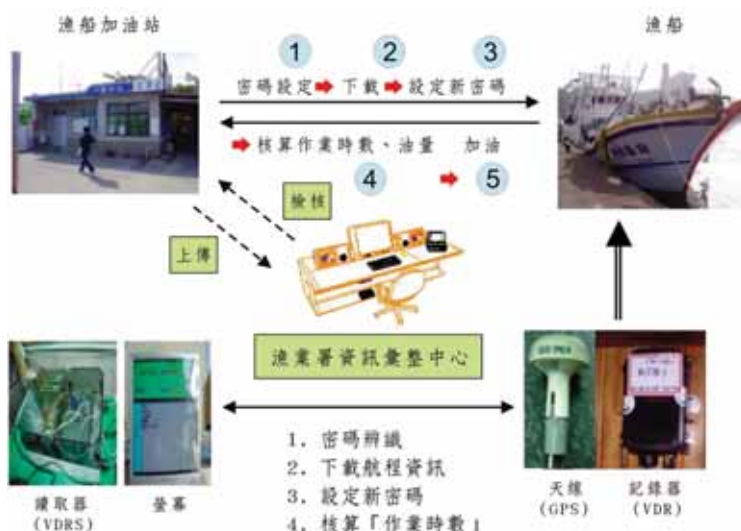 漁船加油站
漁船
1 2 3
密碼設定➡下載➡設定新密碼
➡核算作業時數、油量 加油
4 ➡ 5
檢核
上傳
漁業署資訊彙整中心
1. 密碼辨識
2. 下載航程資訊
3. 設定新密碼
4. 核算「作業時數」
讀取器
(VDRS)
螢幕
天線
(GPS)
記錄器
(VDR)